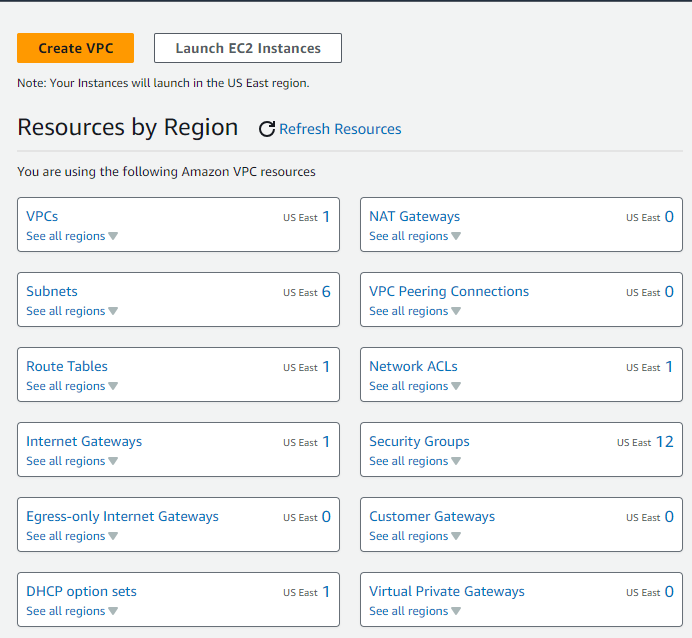 Create VPC
Launch EC2 Instances
Note: Your Instances will launch in the US East region.
Resources by Region
Refresh Resources
You are using the following Amazon VPC resources
VPCs
US East 1
See all regions
NAT Gateways
US East 0
See all regions
Subnets
US East 6
See all regions
VPC Peering Connections
US East 0
See all regions
Route Tables
US East 1
See all regions
Network ACLs
US East 1
See all regions
Internet Gateways
US East 1
See all regions
Security Groups
US East 12
See all regions
Egress-only Internet Gateways
US East 0
See all regions
Customer Gateways
US East 0
See all regions
DHCP option sets
US East 1
See all regions
Virtual Private Gateways
US East 0
See all regions